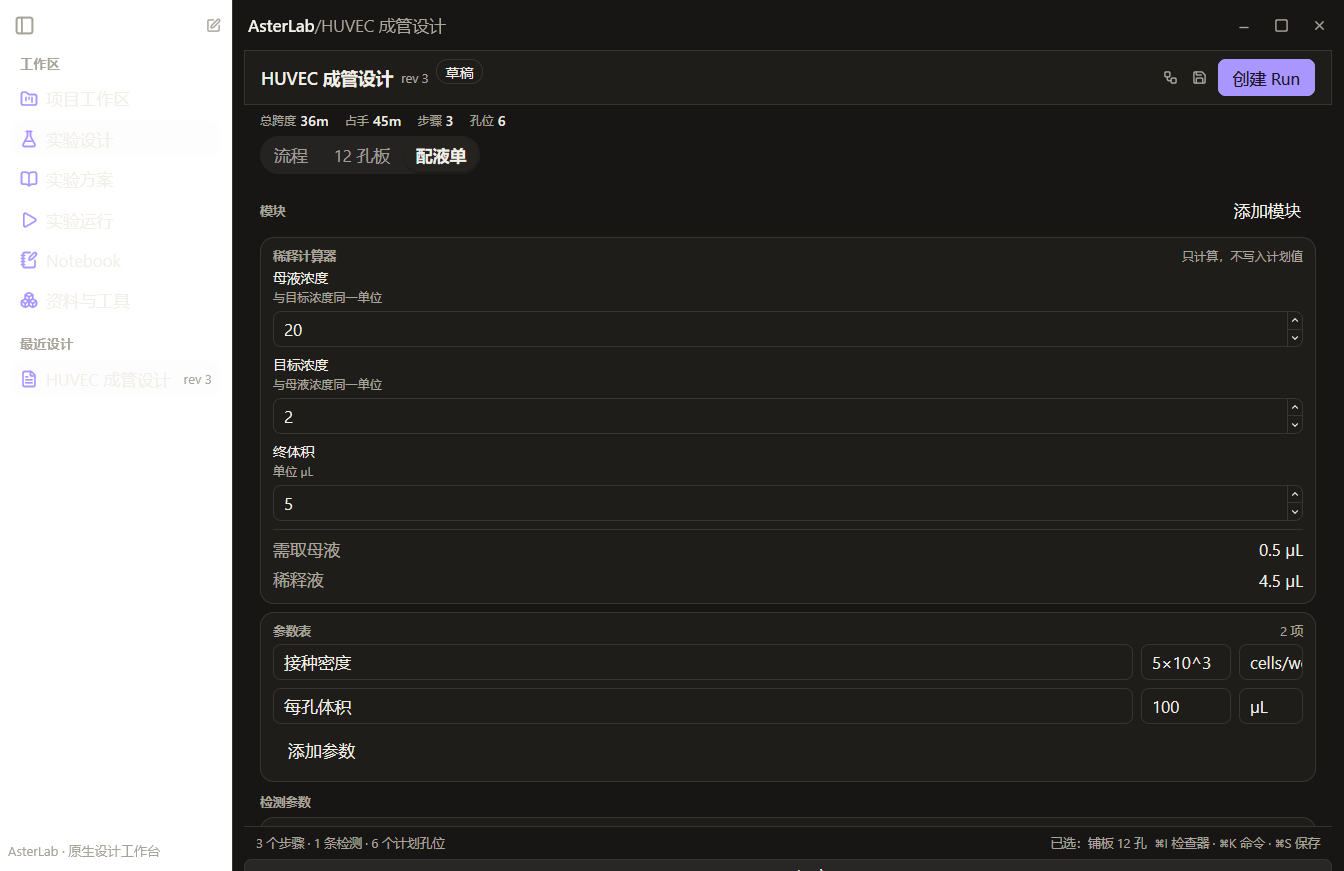 工作区
项目工作区
实验设计
实验方案
实验运行
Notebook
资料与工具
最近设计
HUVEC 成管设计 rev 3
AsterLab · 原生设计工作台
AsterLab/HUVEC 成管设计
HUVEC 成管设计 rev 3 草稿
创建 Run
总跨度 36m 占手 45m 步骤 3 孔位 6
流程 12 孔板 配液单
模块 添加模块
稀释计算器 只计算，不写入计划值
母液浓度
与目标浓度同一单位
20
目标浓度
与母液浓度同一单位
2
终体积
单位 µL
5
需取母液 0.5 µL
稀释液 4.5 µL
参数表 2 项
接种密度 5×10^3 cells/w
每孔体积 100 µL
添加参数
检测参数
3 个步骤 · 1 条检测 · 6 个计划孔位 已选：铺板 12 孔 ⌘I 检查器 · ⌘K 命令 · ⌘S 保存